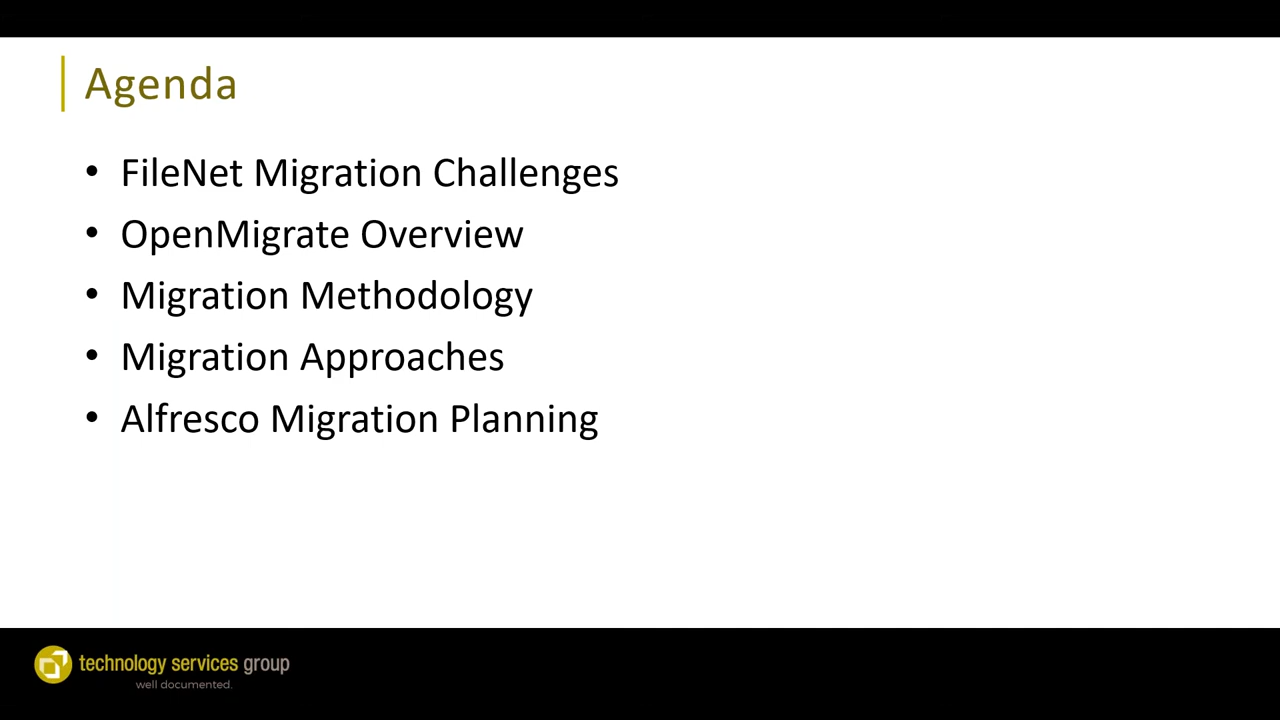 Agenda
• FileNet Migration Challenges
• OpenMigrate Overview
• Migration Methodology
• Migration Approaches
• Alfresco Migration Planning
technology services group
well documented.